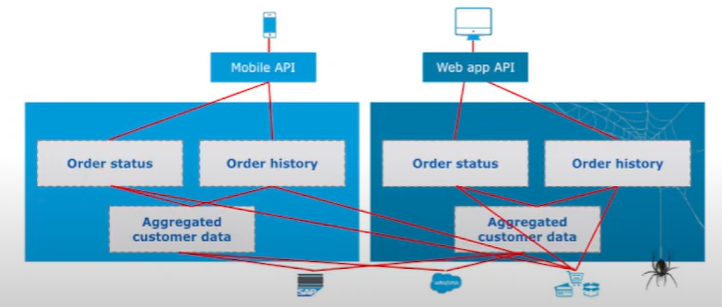 Mobile API
Web app API
Order status
Order history
Order status
Order history
Aggregated
customer data
Aggregated
customer data
SAP